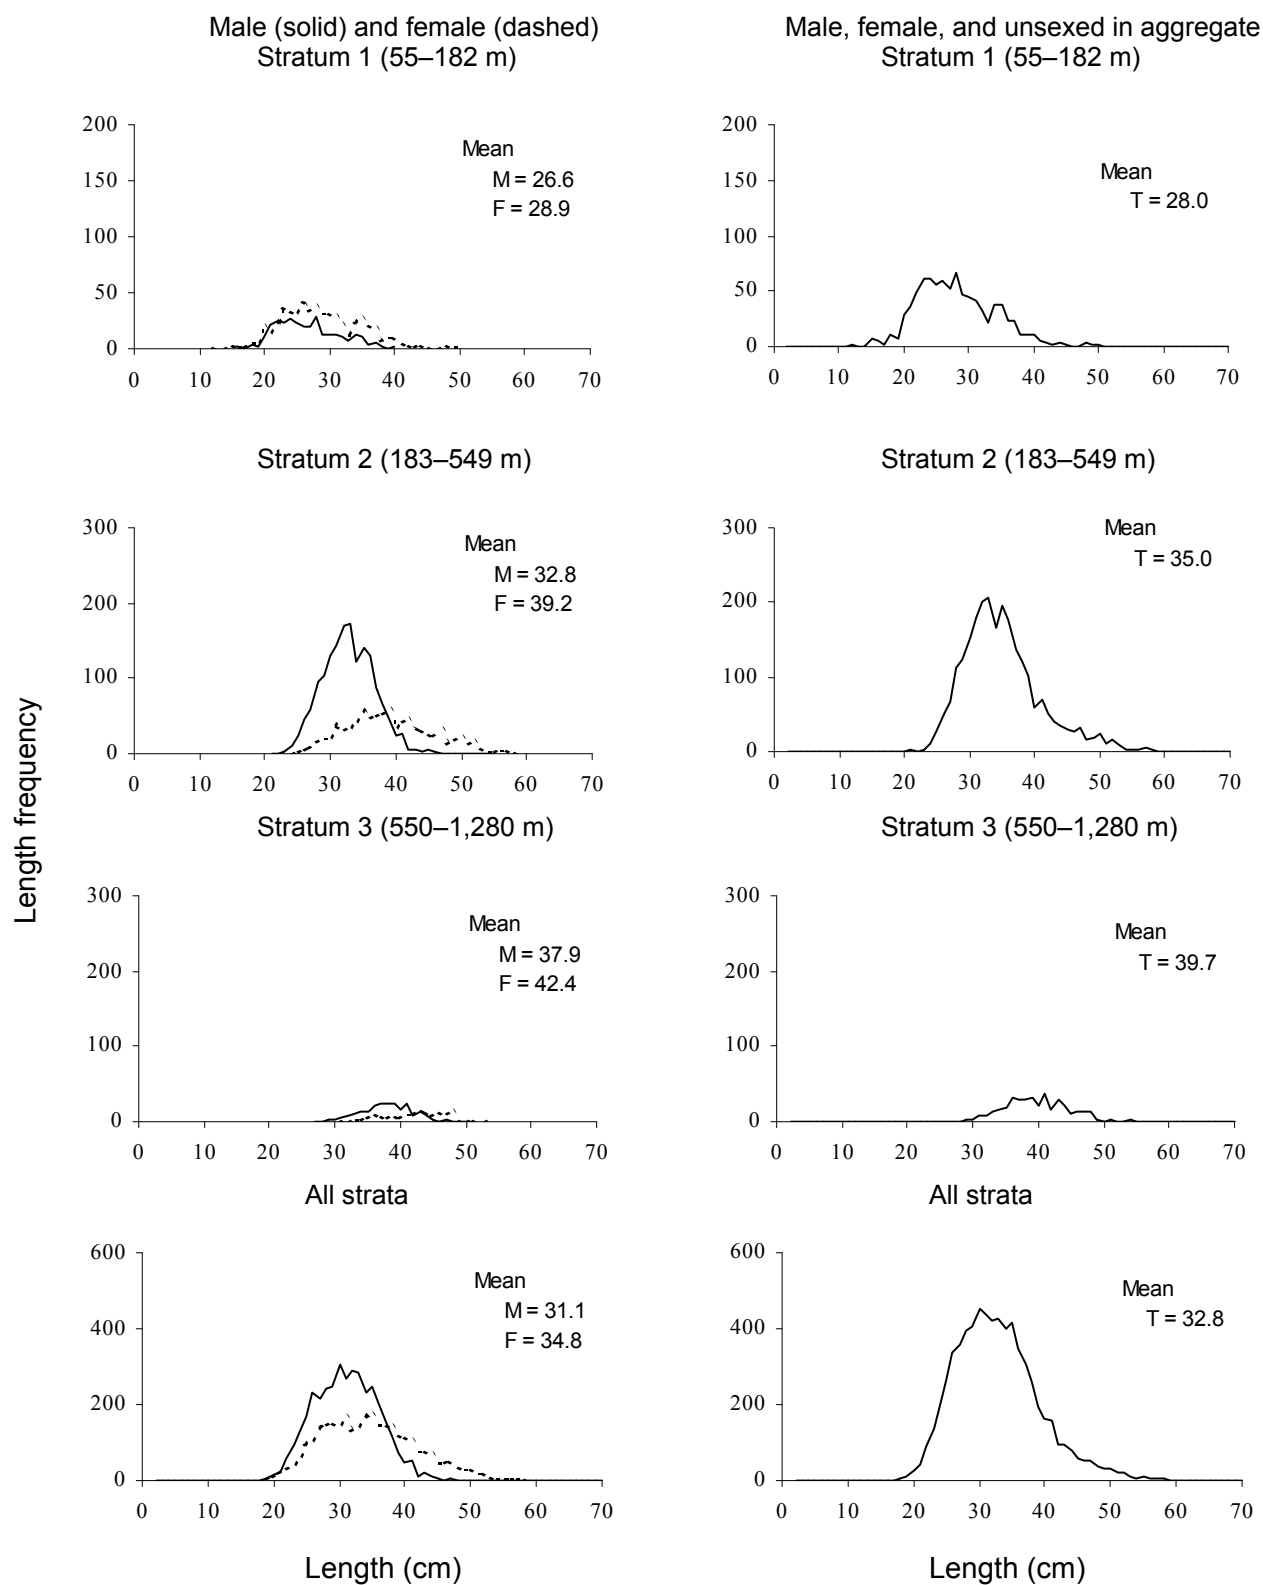 Male (solid) and female (dashed)
Stratum 1 (55–182 m)
Male, female, and unsexed in aggregate
Stratum 1 (55–182 m)
200
150
100
50
0
0 10 20 30 40 50 60 70
Mean
M = 26.6
F = 28.9
200
150
100
50
0
0 10 20 30 40 50 60 70
Mean
T = 28.0
Stratum 2 (183–549 m)
Stratum 2 (183–549 m)
300
200
100
0
0 10 20 30 40 50 60 70
Mean
M = 32.8
F = 39.2
300
200
100
0
0 10 20 30 40 50 60 70
Mean
T = 35.0
Length frequency
Stratum 3 (550–1,280 m)
Stratum 3 (550–1,280 m)
300
200
100
0
0 10 20 30 40 50 60 70
Mean
M = 37.9
F = 42.4
300
200
100
0
0 10 20 30 40 50 60 70
Mean
T = 39.7
All strata
All strata
600
400
200
0
0 10 20 30 40 50 60 70
Mean
M = 31.1
F = 34.8
600
400
200
0
0 10 20 30 40 50 60 70
Mean
T = 32.8
Length (cm)
Length (cm)